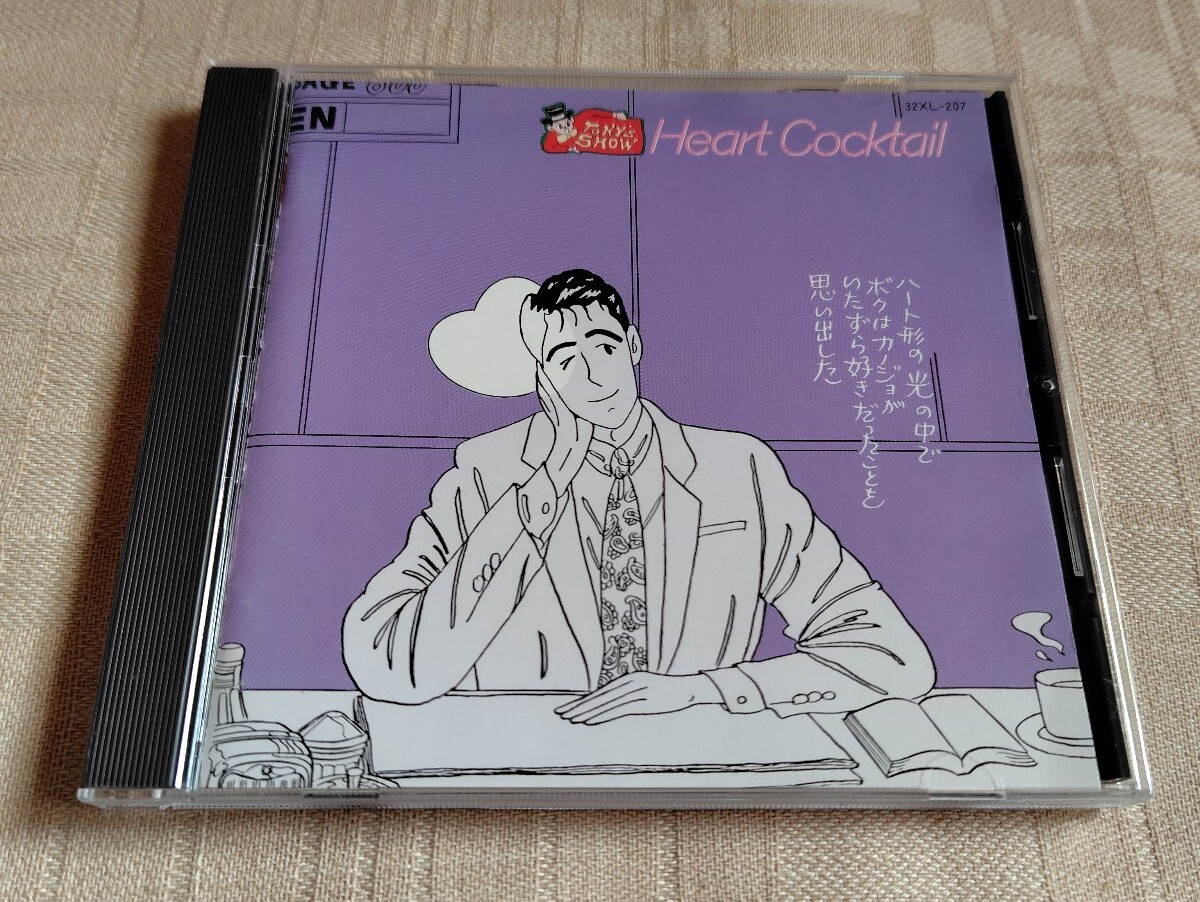 SAGE
EN
TONY'S
SHOW
Heart Cocktail
32XL-207
ハート形の光の中で
ボクはカノジョが
いたずら好きだったことを
思い出した